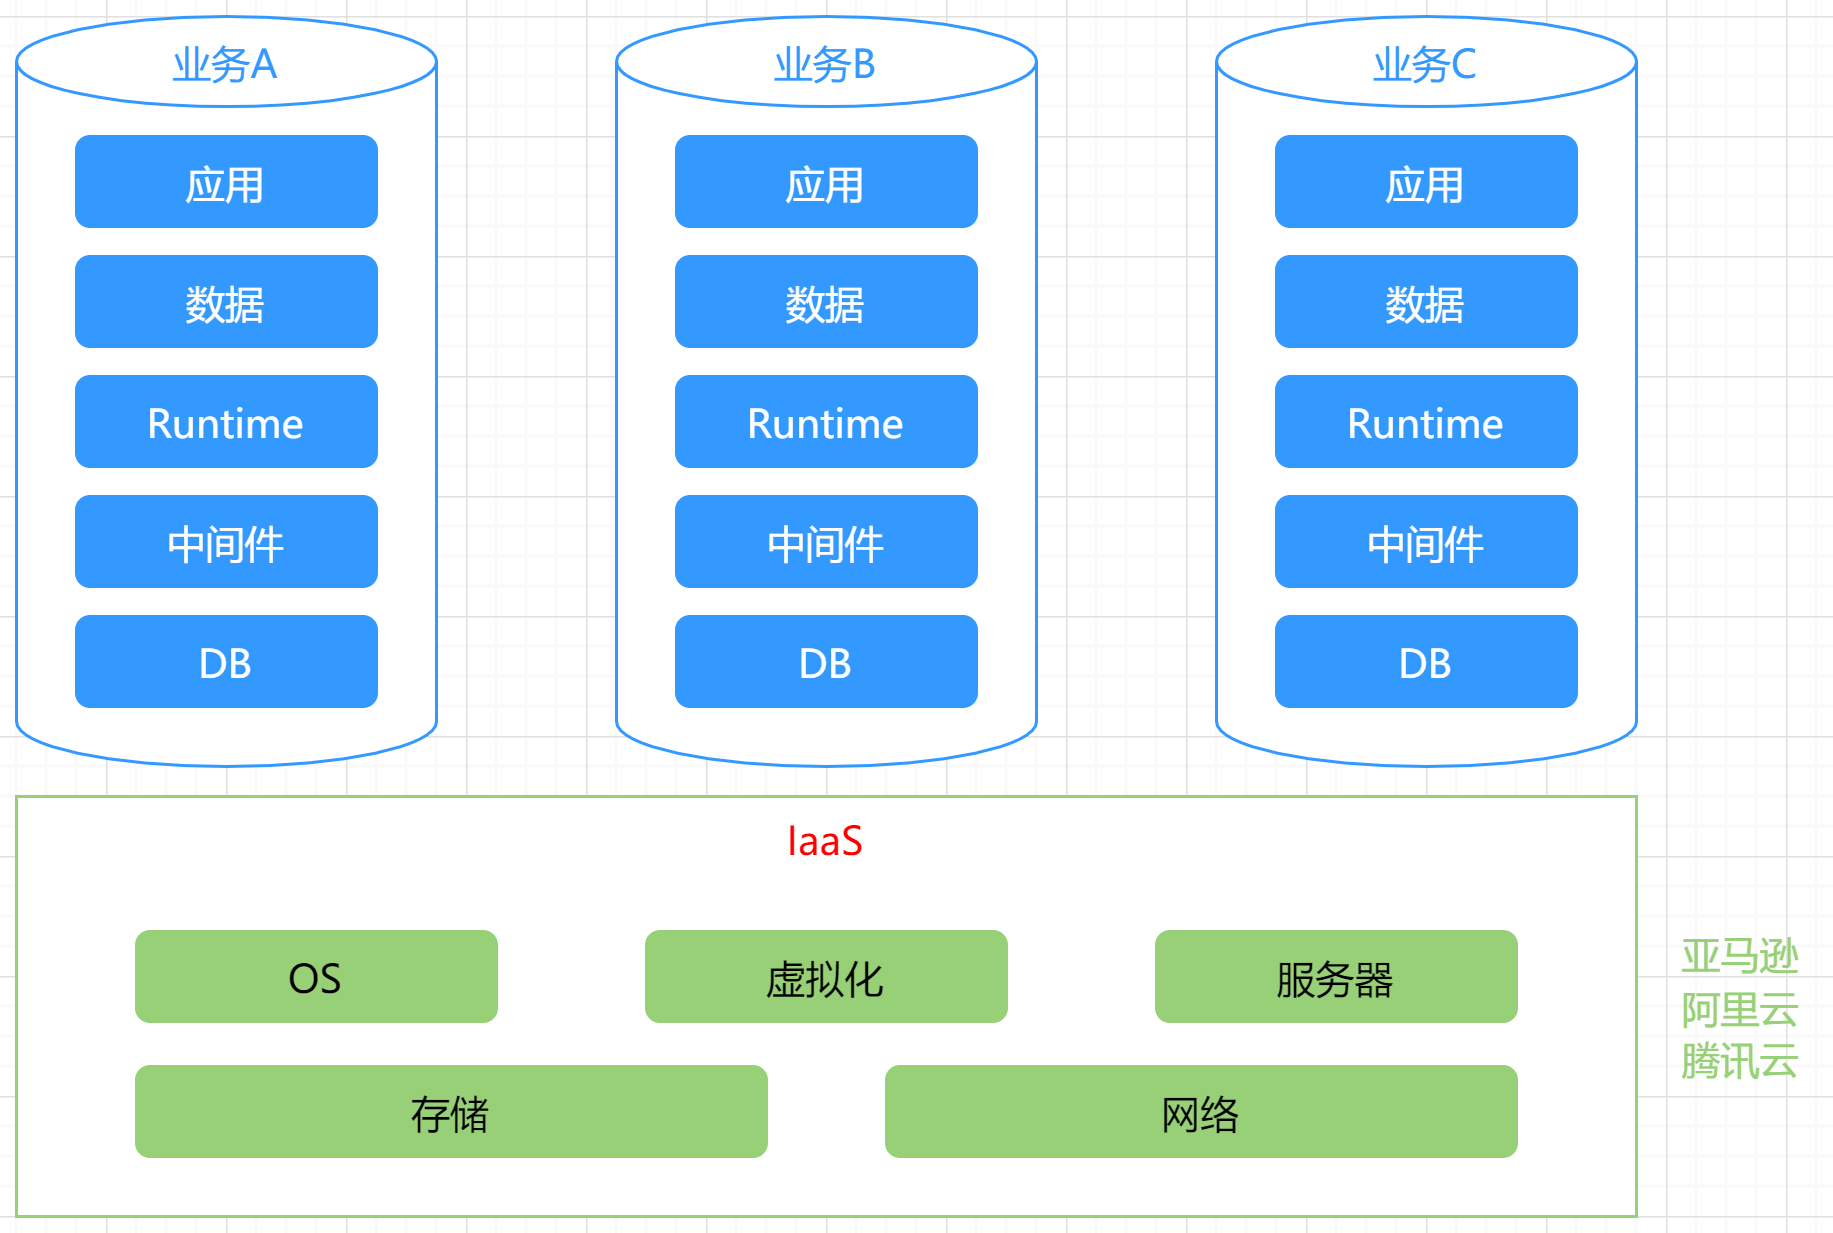 业务A
业务B
业务C
应用
应用
应用
数据
数据
数据
Runtime
Runtime
Runtime
中间件
中间件
中间件
DB
DB
DB
IaaS
OS
虚拟化
服务器
存储
网络
亚马逊
阿里云
腾讯云